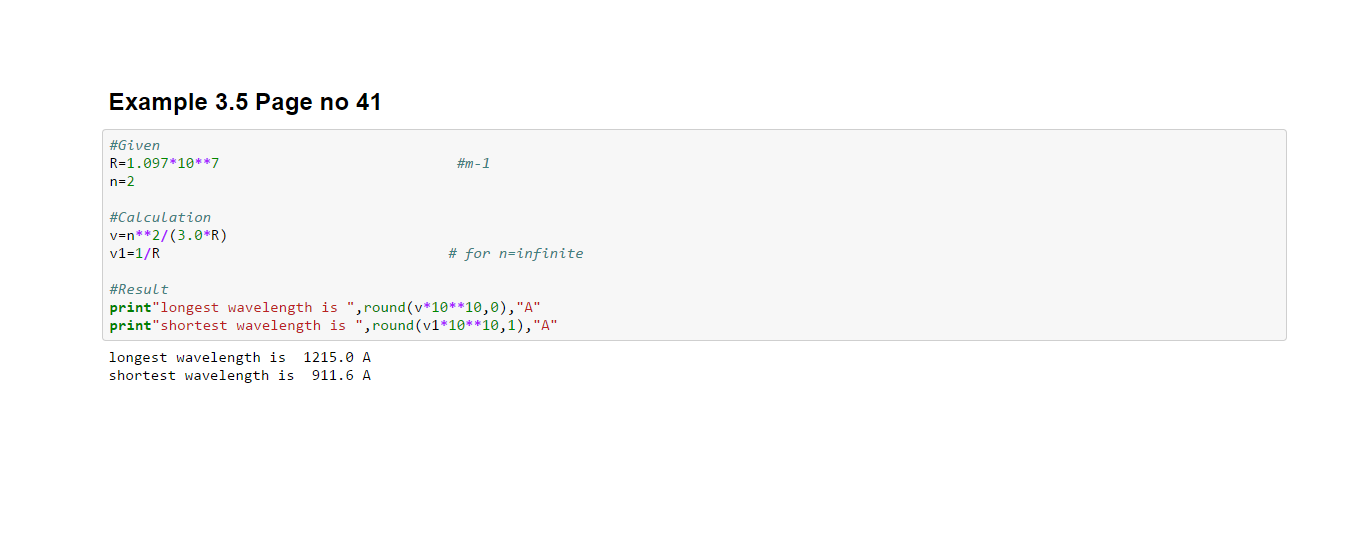 Example 3.5 Page no 41
#Given
R=1.097*10**7                            #m-1
n=2
#Calculation
v=n**2/(3.0*R)
v1=1/R                                  # for n=infinite
#Result
print"longest wavelength is ",round(v*10**10,0),"A"
print"shortest wavelength is ",round(v1*10**10,1),"A"
longest wavelength is  1215.0 A
shortest wavelength is  911.6 A